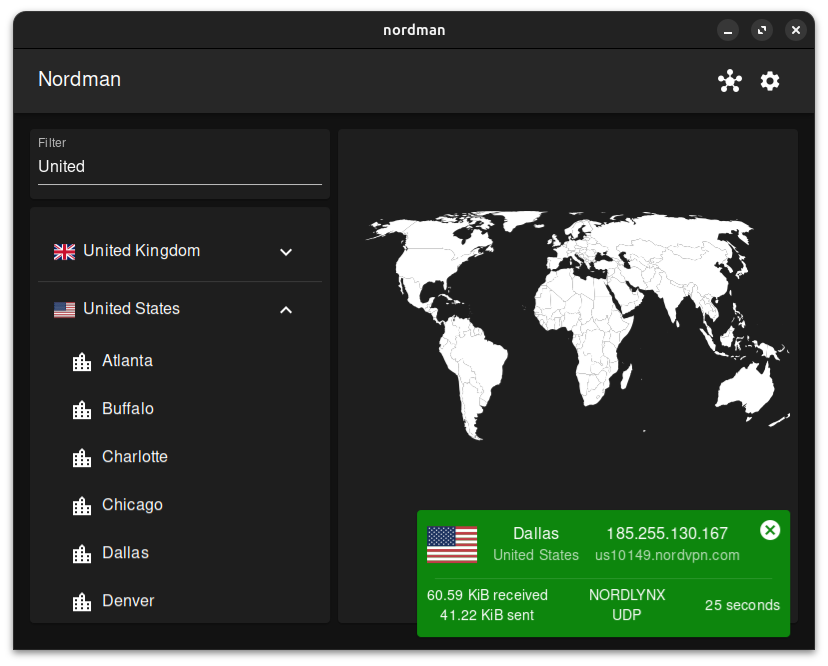 nordman
Nordman
Filter
United
United Kingdom
United States
Atlanta
Buffalo
Charlotte
Chicago
Dallas
Denver
Dallas 185.255.130.167
United States us10149.nordvpn.com
60.59 KiB received NORDLYNX
41.22 KiB sent UDP
25 seconds